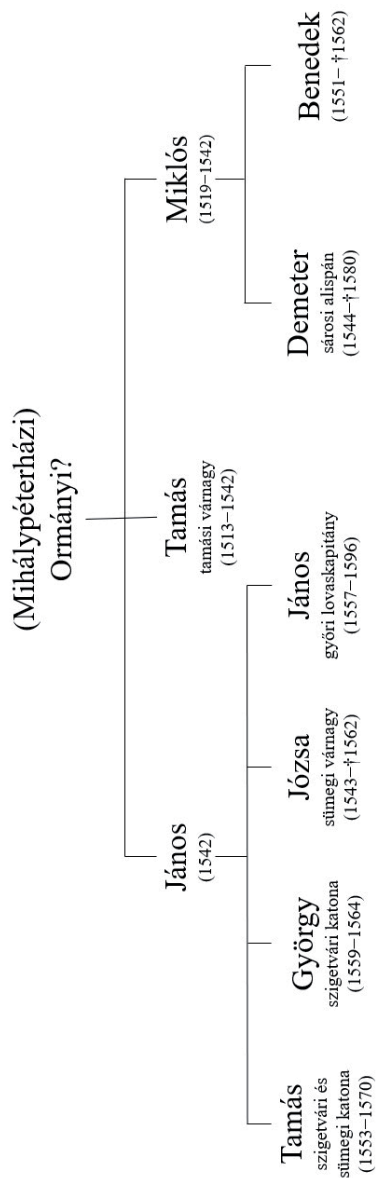 (Mihálypéterházi)
Ormányi?
János
(1542)
Tamás
tamási várnagy
(1513–1542)
Miklós
(1519–1542)
Tamás
szigetvári és
sümegi katona
(1553–1570)
György
szigetvári katona
(1559–1564)
Józsa
sümegi várnagy
(1543–†1562)
János
győri lovaskapitány
(1557–1596)
Demeter
sárosi alispán
(1544–†1580)
Benedek
(1551–†1562)